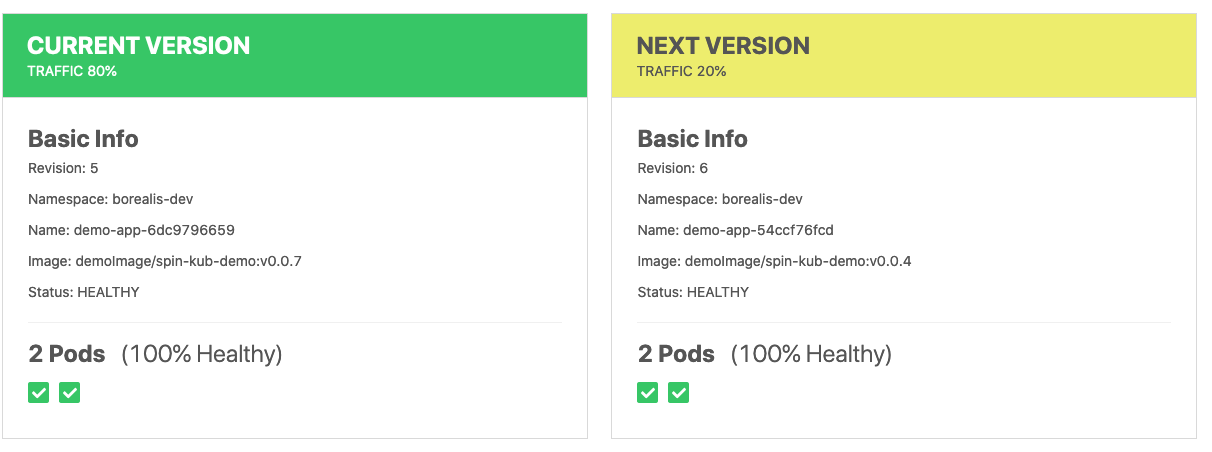 CURRENT VERSION
TRAFFIC 80%
Basic Info
Revision: 5
Namespace: borealis-dev
Name: demo-app-6dc9796659
Image: demoImage/spin-kub-demo:v0.0.7
Status: HEALTHY
2 Pods (100% Healthy)
NEXT VERSION
TRAFFIC 20%
Basic Info
Revision: 6
Namespace: borealis-dev
Name: demo-app-54ccf76fcd
Image: demoImage/spin-kub-demo:v0.0.4
Status: HEALTHY
2 Pods (100% Healthy)